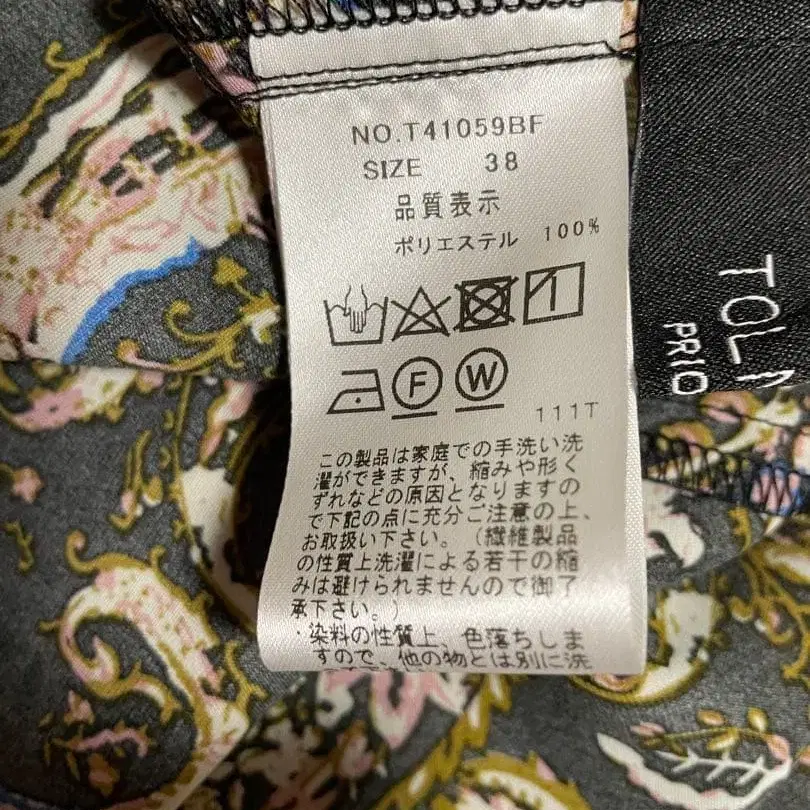 NO.T41059BF
SIZE 38
品質表示
ポリエステル 100%
F W
111T
この製品は家庭での手洗い洗
濯ができますが、縮みや形く
ずれなどの原因となりますの
で下記の点に充分ご注意の上、
お取扱い下さい。（繊維製品
の性質上洗濯による若干の縮
みは避けられませんので御了
承下さい。）
・染料の性質上、色落ちしま
すので、他の物とは別に洗
TOL
PRIO